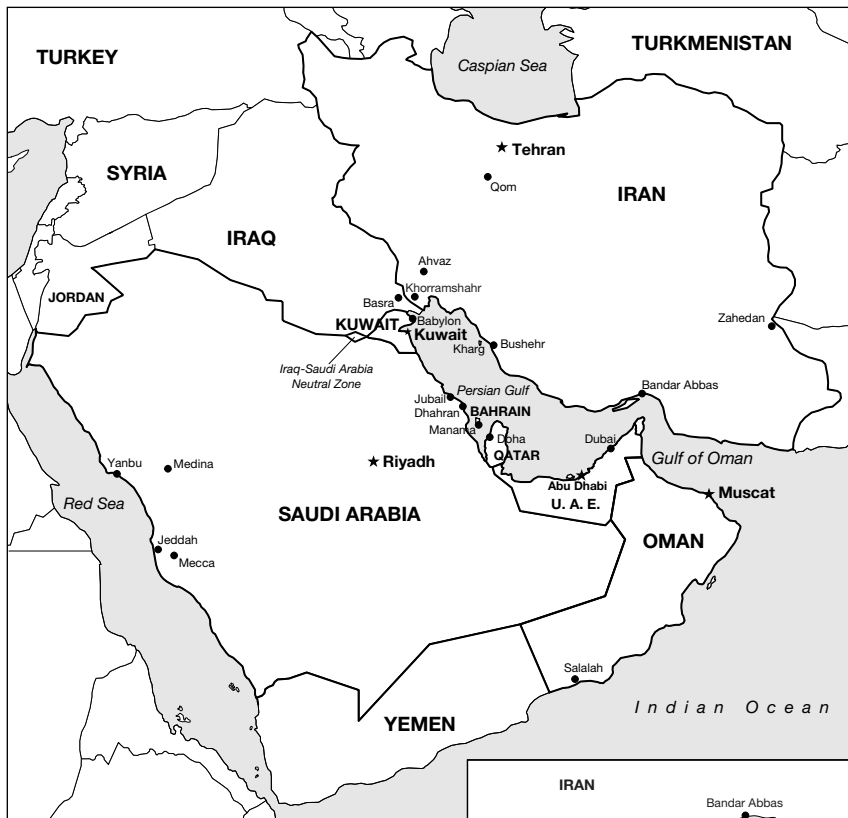 TURKEY
Caspian Sea
TURKMENISTAN
Tehran
SYRIA
Qom
IRAN
IRAQ
Ahvaz
JORDAN
Khorramshahr
Basra
Babylon
KUWAIT
Kuwait
Zahedan
Kharg
Bushehr
Iraq-Saudi Arabia
Neutral Zone
Bandar Abbas
Persian Gulf
Jubail
Dhahran
BAHRAIN
Manama
Doha
Dubai
QATAR
Gulf of Oman
Yanbu
Medina
Riyadh
Abu Dhabi
Muscat
Red Sea
U. A. E.
SAUDI ARABIA
Jeddah
OMAN
Mecca
Salalah
Indian Ocean
YEMEN
IRAN
Bandar Abbas